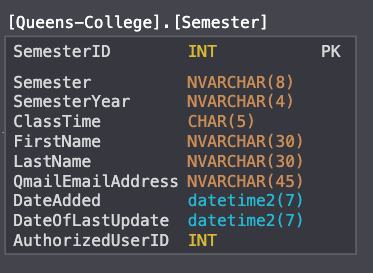 [Queens-College].[Semester]
SemesterID INT PK
Semester NVARCHAR(8)
SemesterYear NVARCHAR(4)
ClassTime CHAR(5)
FirstName NVARCHAR(30)
LastName NVARCHAR(30)
QmailEmailAddress NVARCHAR(45)
DateAdded datetime2(7)
DateOfLastUpdate datetime2(7)
AuthorizedUserID INT